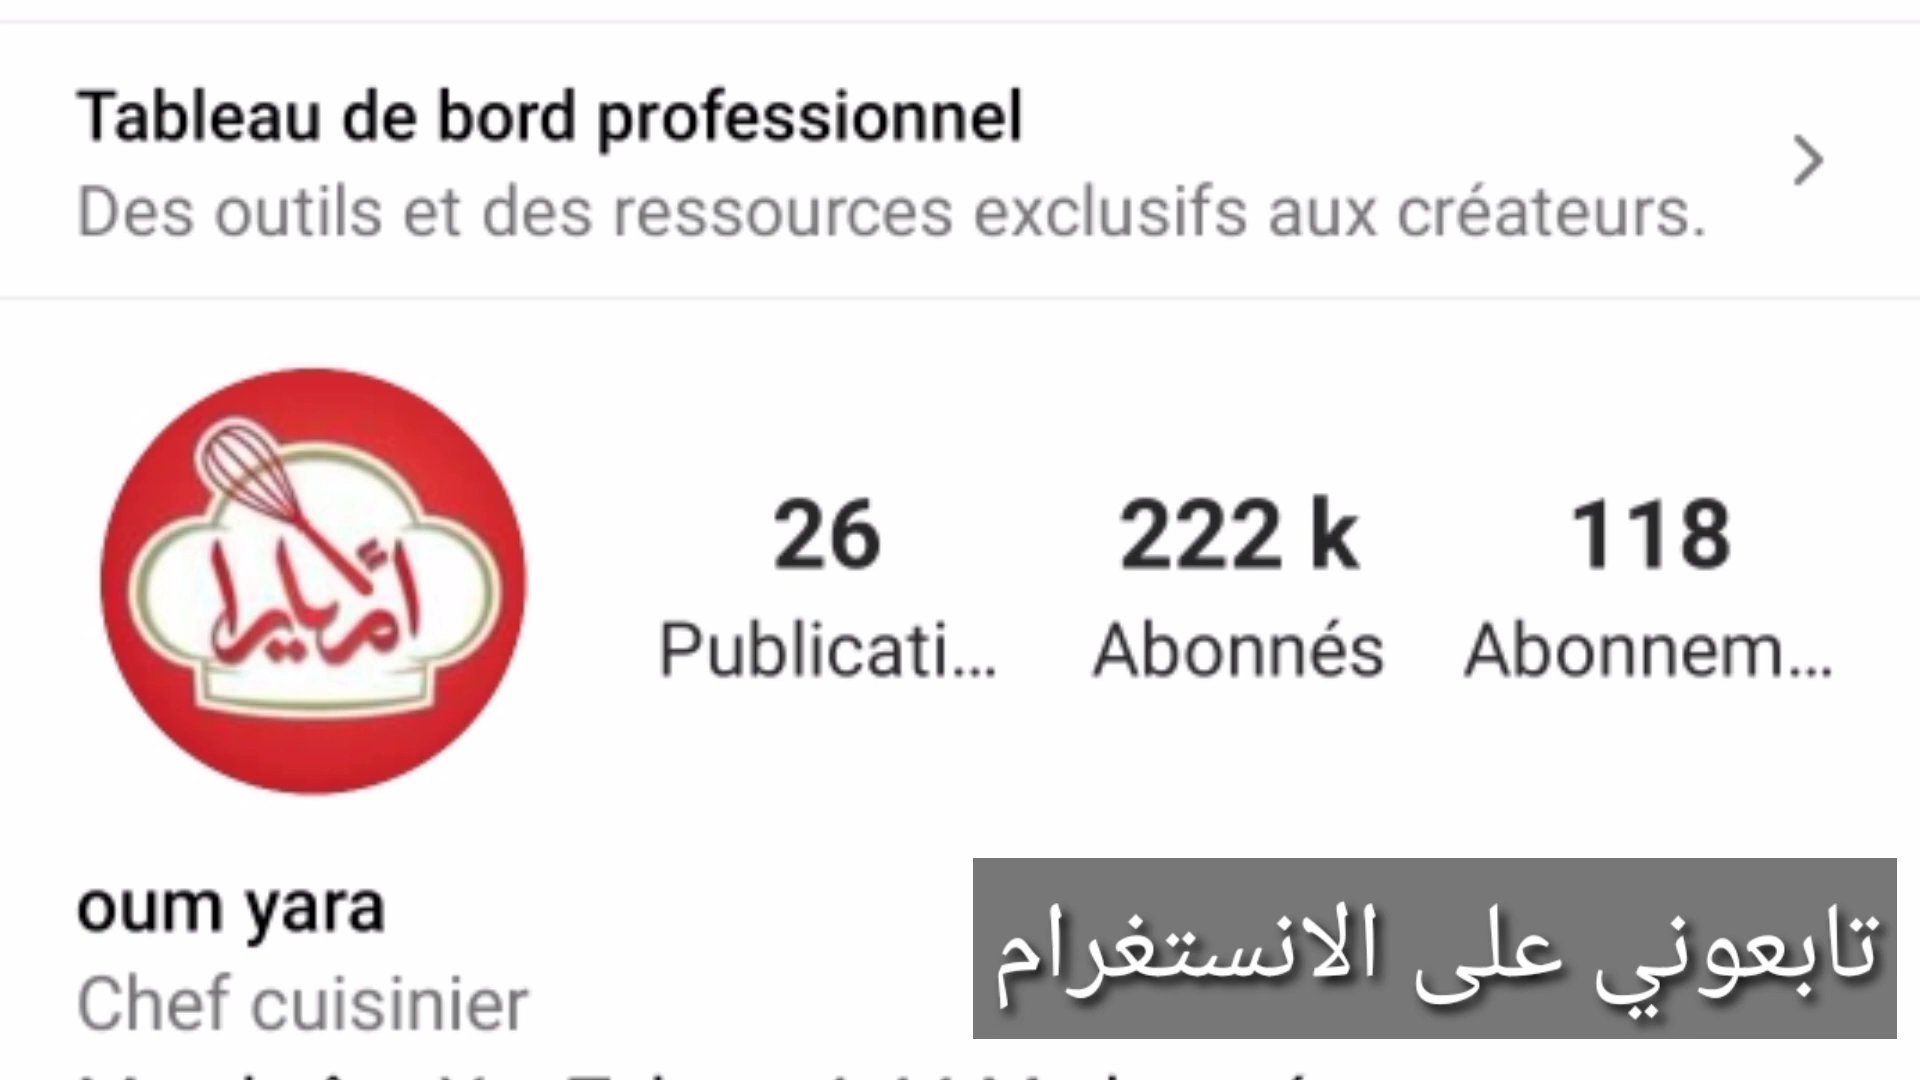 Tableau de bord professionnel
Des outils et des ressources exclusifs aux créateurs.
أم يارا
26
222 k
118
Publicati...
Abonnés
Abonnem...
oum yara
Chef cuisinier
تابعوني على الانستغرام